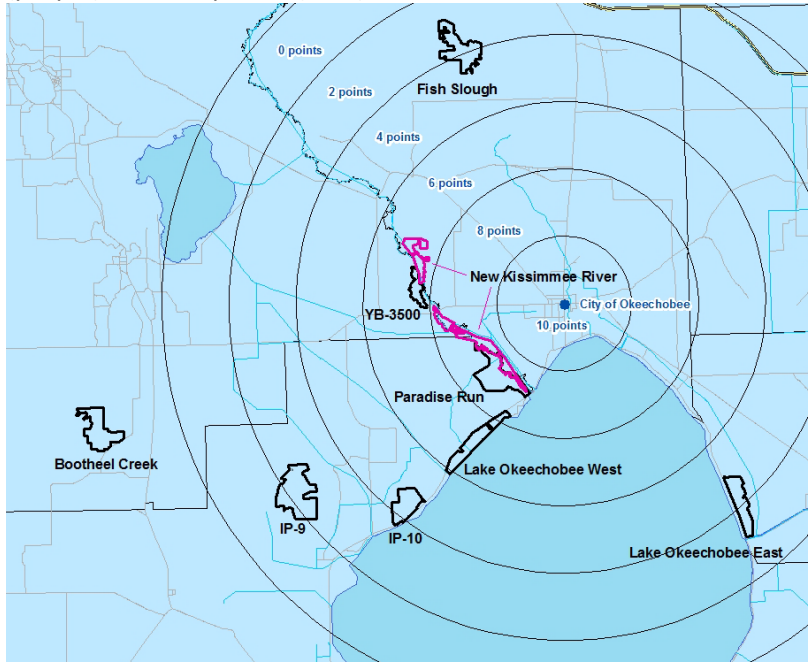 0 points
Fish Slough
2 points
4 points
6 points
8 points
New Kissimmee River
City of Okeechobee
YB-3500
10 points
Paradise Run
Bootheel Creek
Lake Okeechobee West
IP-9
IP-10
Lake Okeechobee East